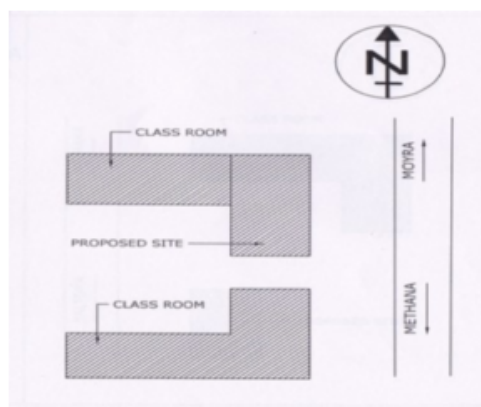 N
CLASS ROOM
MOYRA
PROPOSED SITE
METHANA
CLASS ROOM